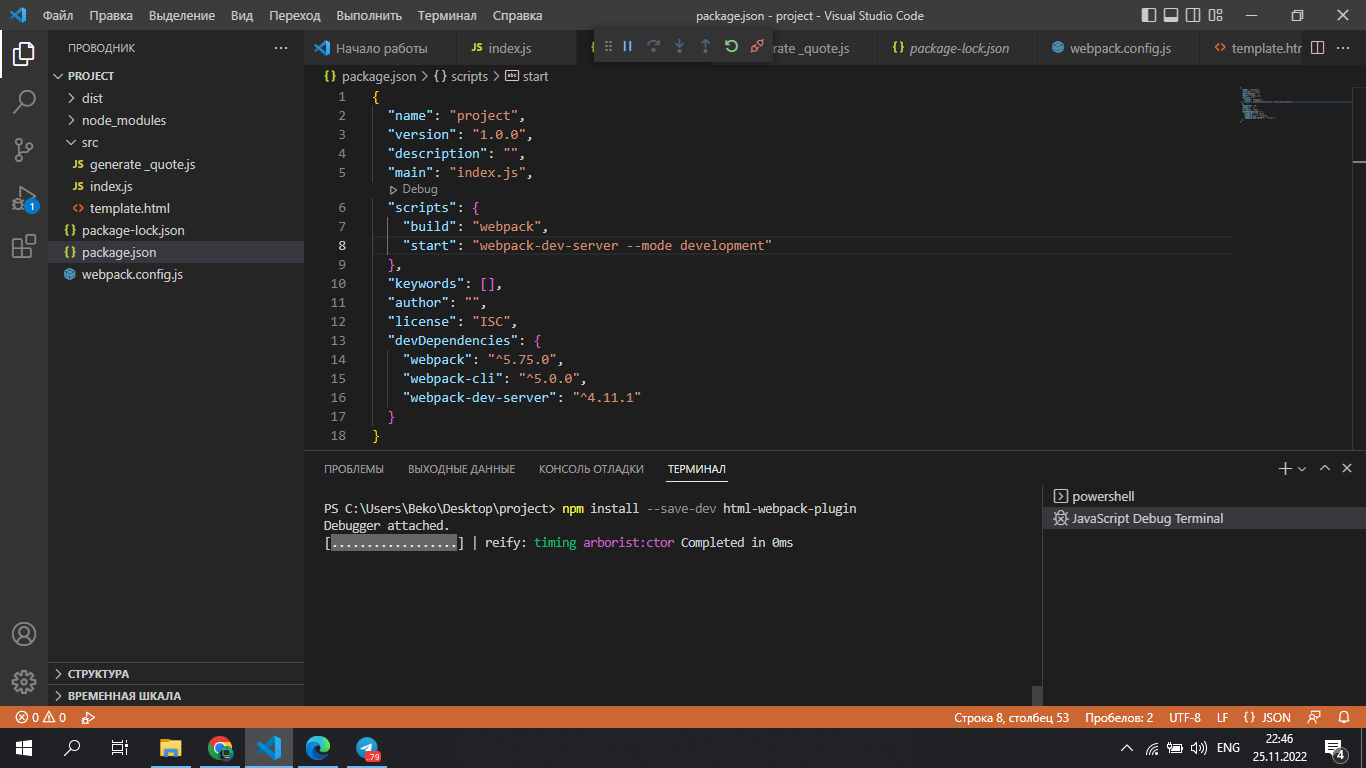 Файл Правка Выделение Вид Переход Выполнить Терминал Справка package.json - project - Visual Studio Code
ПРОВОДНИК
Начало работы JS index.js _quote.js package-lock.json webpack.config.js template.htr
package.json > {} scripts > abc start
PROJECT
dist
node_modules
src
JS generate _quote.js
JS index.js
template.html
{} package-lock.json
{} package.json
webpack.config.js
1 {
2 "name": "project",
3 "version": "1.0.0",
4 "description": "",
5 "main": "index.js",
Debug
6 "scripts": {
7 "build": "webpack",
8 "start": "webpack-dev-server --mode development"
9 },
10 "keywords": [],
11 "author": "",
12 "license": "ISC",
13 "devDependencies": {
14 "webpack": "^5.75.0",
15 "webpack-cli": "^5.0.0",
16 "webpack-dev-server": "^4.11.1"
17 }
18 }
1
ПРОБЛЕМЫ ВЫХОДНЫЕ ДАННЫЕ КОНСОЛЬ ОТЛАДКИ ТЕРМИНАЛ
PS C:\Users\Beko\Desktop\project> npm install --save-dev html-webpack-plugin
Debugger attached.
[..................] | reify: timing arborist:ctor Completed in 0ms
powershell
JavaScript Debug Terminal
СТРУКТУРА
ВРЕМЕННАЯ ШКАЛА
0 0 Строка 8, столбец 53 Пробелов: 2 UTF-8 LF {} JSON
79 ENG 22:46
25.11.2022 4